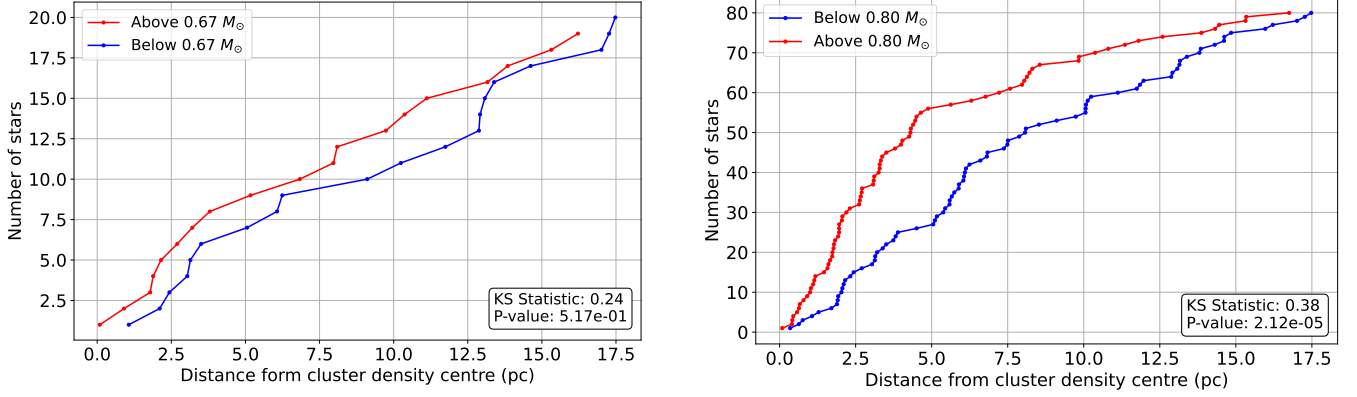 20.0
17.5
15.0
12.5
10.0
7.5
5.0
2.5
Number of stars
Above 0.67 M⊙
Below 0.67 M⊙
KS Statistic: 0.24
P-value: 5.17e-01
0.0 2.5 5.0 7.5 10.0 12.5 15.0 17.5
Distance form cluster density centre (pc)
80
70
60
50
40
30
20
10
0
Number of stars
Below 0.80 M⊙
Above 0.80 M⊙
KS Statistic: 0.38
P-value: 2.12e-05
0.0 2.5 5.0 7.5 10.0 12.5 15.0 17.5
Distance from cluster density centre (pc)